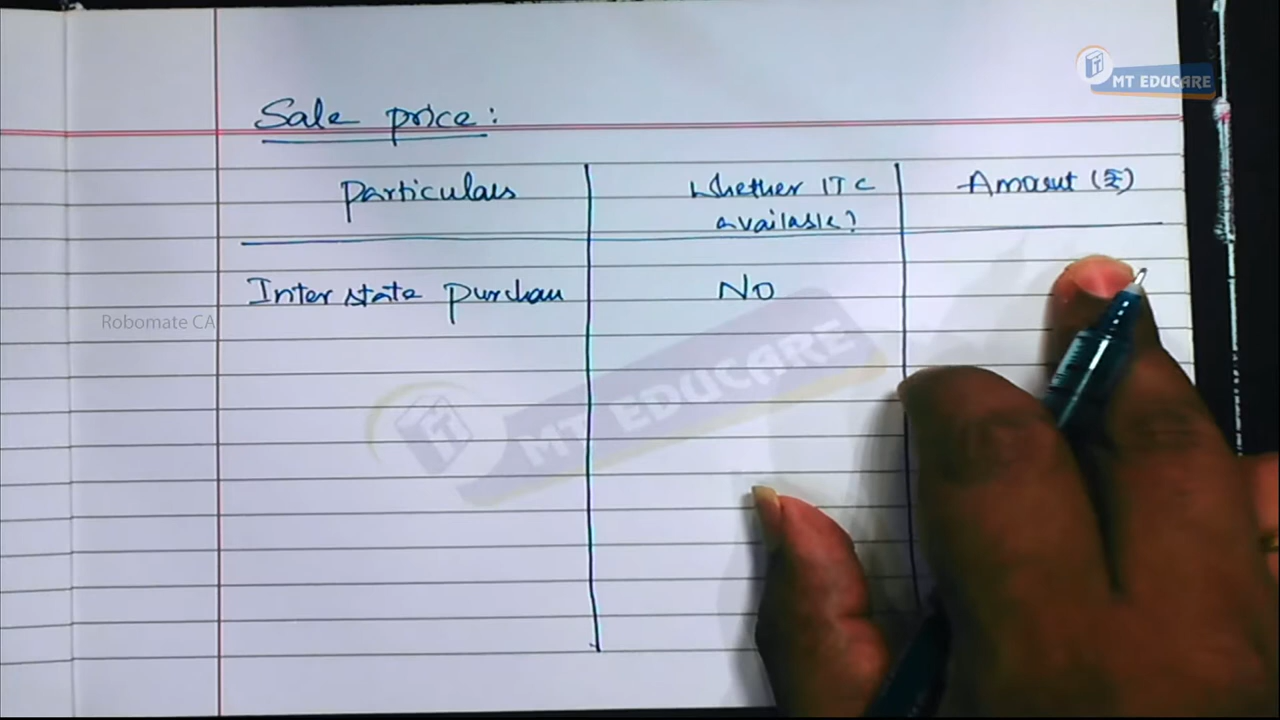 MT EDUCARE
Sale price:
Particulars
Whether ITC
available?
Amount (₹)
Inter state purchase
No
Robomate CA
MT EDUCARE